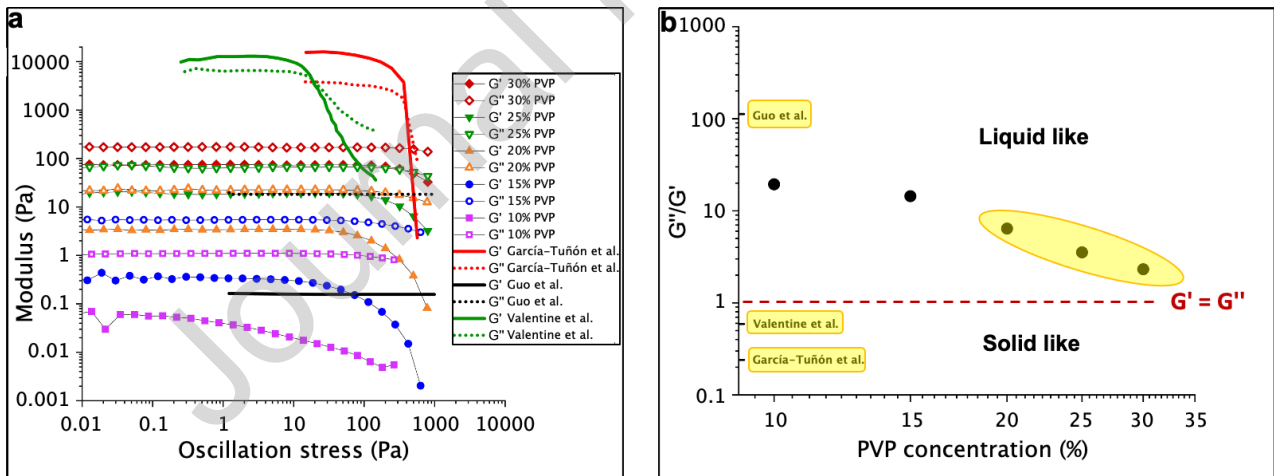 a
Modulus (Pa)
10000
1000
100
10
1
0.1
0.01
0.001
0.01
0.1
1
10
100
1000
10000
Oscillation stress (Pa)
G' 30% PVP
G'' 30% PVP
G' 25% PVP
G'' 25% PVP
G' 20% PVP
G'' 20% PVP
G' 15% PVP
G'' 15% PVP
G' 10% PVP
G'' 10% PVP
G' García-Tuñón et al.
G'' García-Tuñón et al.
G' Guo et al.
G'' Guo et al.
G' Valentine et al.
G'' Valentine et al.
Journal
b
G''/G'
1000
100
10
1
0.1
Guo et al.
Liquid like
G' = G''
Valentine et al.
Solid like
García-Tuñón et al.
10
15
20
25
30
35
PVP concentration (%)